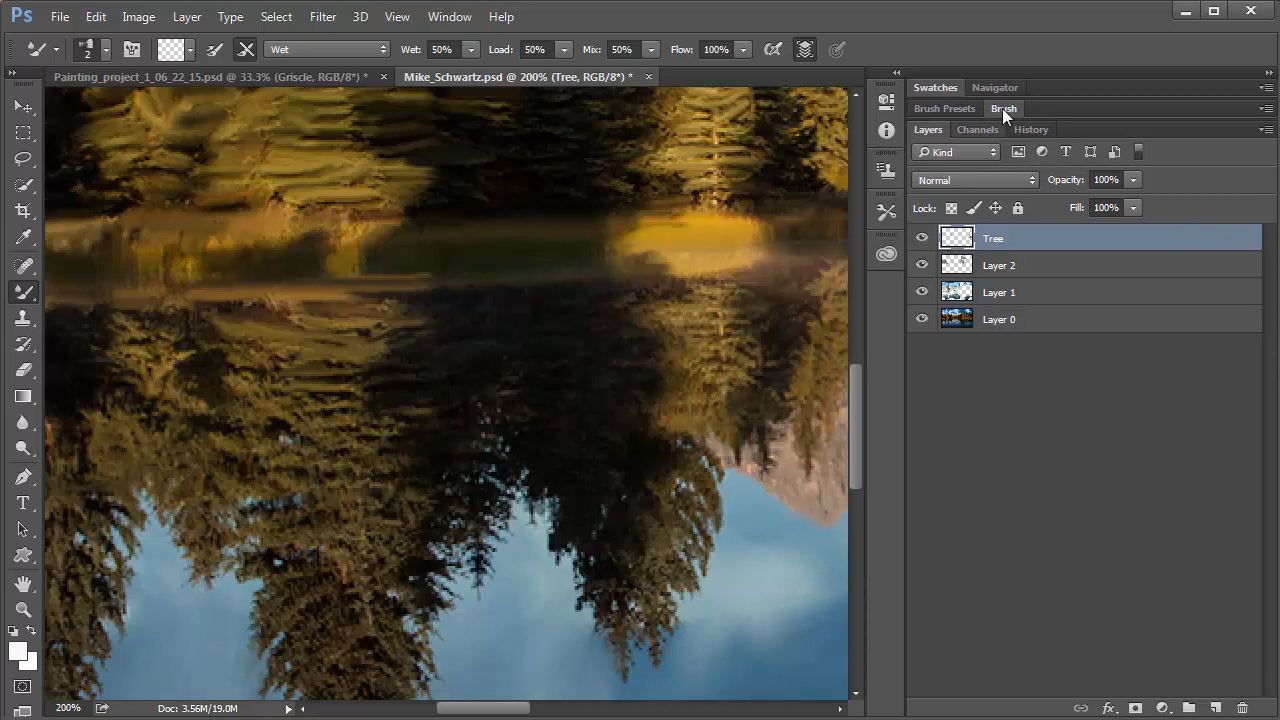 Ps File Edit Image Layer Type Select Filter 3D View Window Help
2 Wet Wet: 50% Load: 50% Mix: 50% Flow: 100%
Painting_project_1_06_22_15.psd @ 33.3% (Griscle, RGB/8*) * Mike_Schwartz.psd @ 200% (Tree, RGB/8*) *
Swatches Navigator
Brush Presets Brush
Layers Channels History
Kind
Normal Opacity: 100%
Lock: Fill: 100%
Tree
Layer 2
Layer 1
Layer 0
200% Doc: 3.56M/19.0M